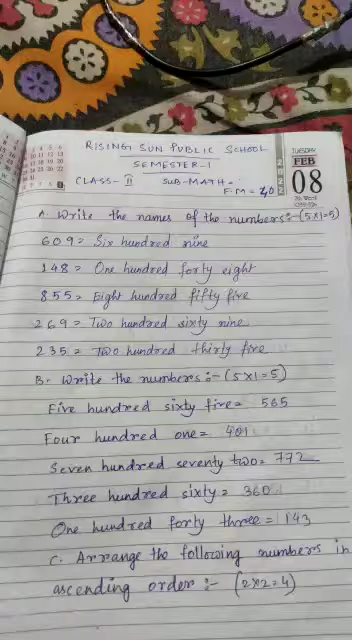 RISING SUN PUBLIC SCHOOL
SEMESTER-I
CLASS- II SUB-MATH-
F.M = 40
TUESDAY
FEB
08
A. Write the names of the numbers:-(5x1=5)
609= Six hundred nine
148= One hundred forty eight
855= Eight hundred fifty five
269= Two hundred sixty nine
235= Two hundred thirty five
B- Write the numbers:-(5x1=5)
Five hundred sixty five= 565
Four hundred one= 401
Seven hundred seventy two= 772
Three hundred sixty= 360
One hundred forty three=143
C. Arrange the following numbers in
ascending order:- (2x2=4)